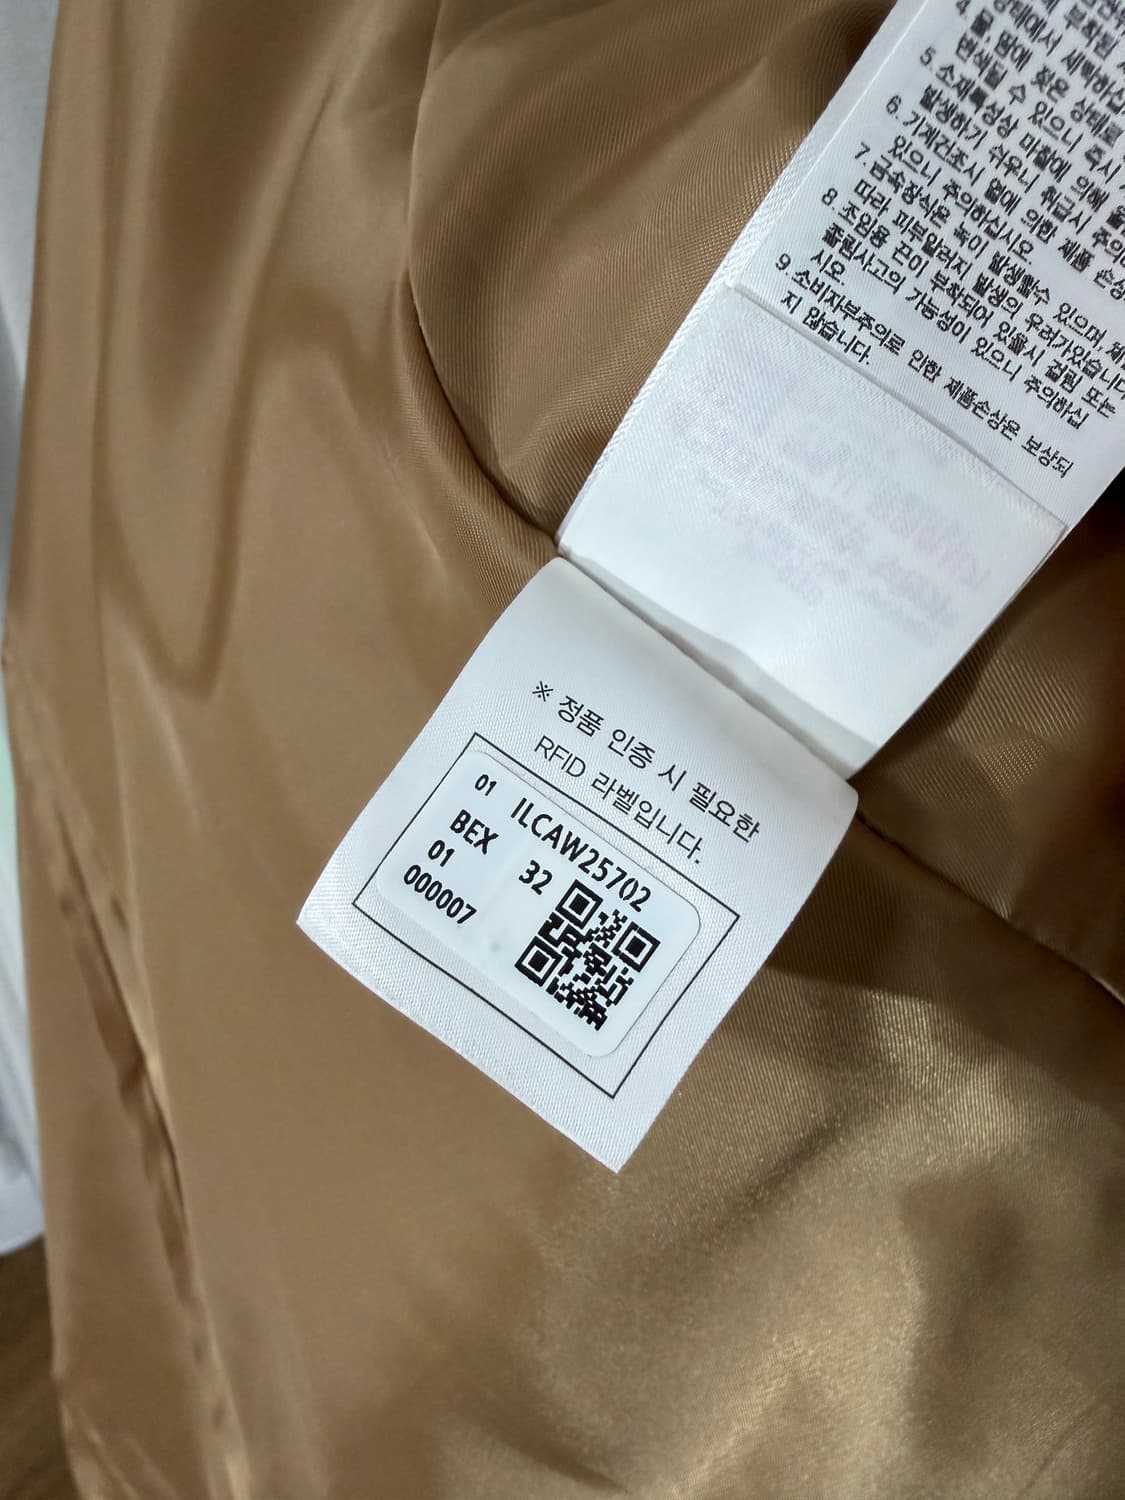 4. 물, 땀에 젖은 상태로
변색될 수 있으니 즉시
5. 소재특성상 마찰에 의해
발생하기 쉬우니 취급시 주의
6. 기계건조시 열에 의한 제품 손상
있으니 주의하십시오.
7. 금속장식은 녹이 발생할수 있으며,
따라 피부알러지 발생의 우려가있습니다
8. 조임용 끈이 부착되어 있을시 걸림 또는
졸림사고의 가능성이 있으니 주의하십
시오.
9. 소비자부주의로 인한 제품손상은 보상되
지 않습니다.
※ 정품 인증 시 필요한
RFID 라벨입니다.
01 ILCAW25702
BEX 32
01
000007